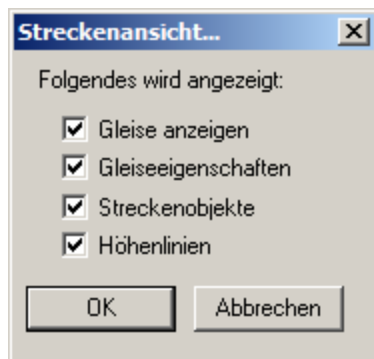 Streckenansicht...
Folgendes wird angezeigt:
Gleise anzeigen
Gleiseeigenschaften
Streckenobjekte
Höhenlinien
OK Abbrechen